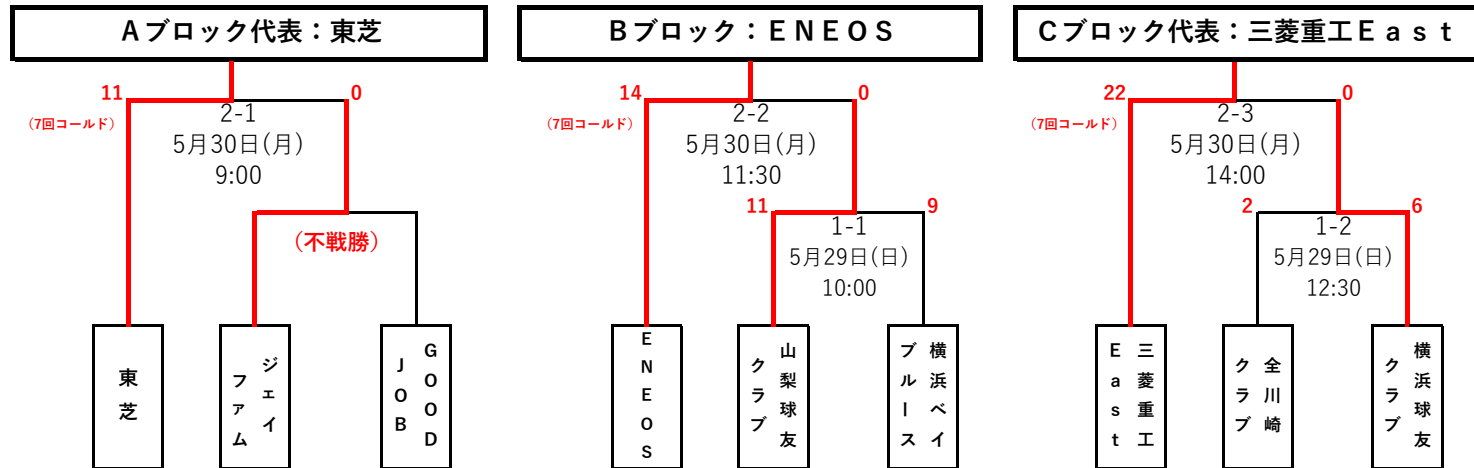 Aブロック代表：東芝
11
0
（7回コールド）
2-1
5月30日(月)
9:00
（不戦勝）
東芝
ジェイ
ファム
GOOD
JOB
Bブロック：ＥＮＥＯＳ
14
0
（7回コールド）
2-2
5月30日(月)
11:30
11
9
1-1
5月29日(日)
10:00
ENEOS
山梨球友
クラブ
横浜ベイ
ブルース
Cブロック代表：三菱重工Ｅａｓｔ
22
0
（7回コールド）
2-3
5月30日(月)
14:00
2
6
1-2
5月29日(日)
12:30
三菱重工
East
全川崎
クラブ
横浜球友
クラブ